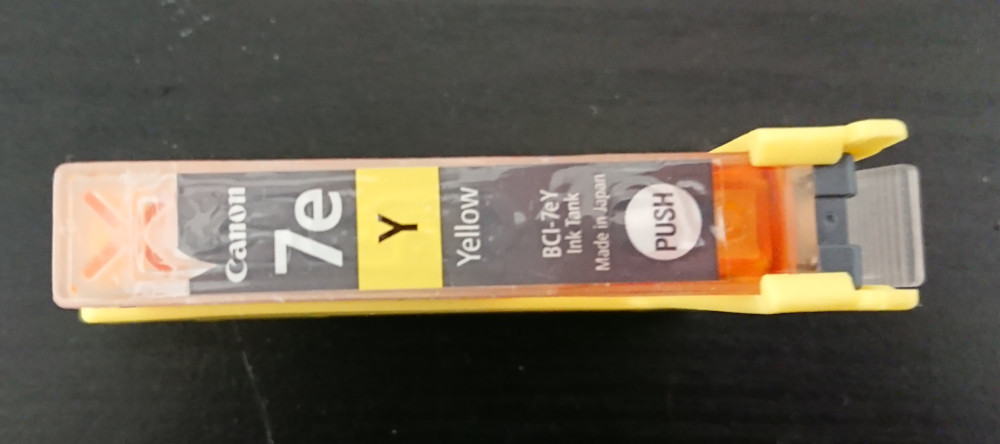 Canon
7e
Y
Yellow
BCI-7eY
Ink Tank
Made in Japan
PUSH